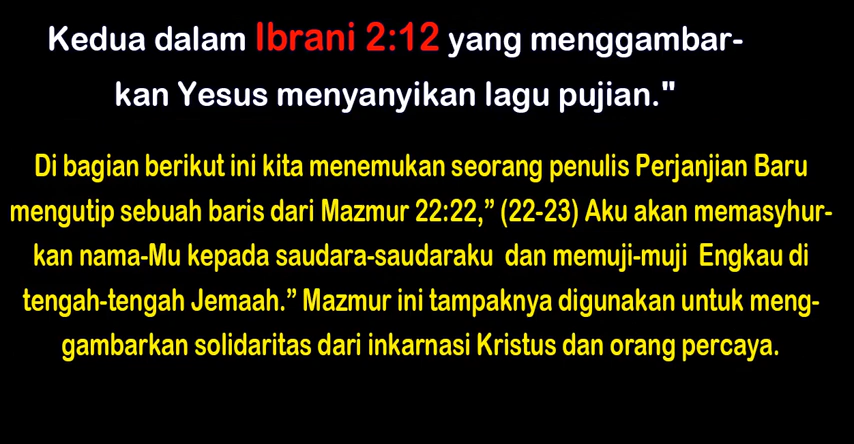 Kedua dalam Ibrani 2:12 yang menggambar-
kan Yesus menyanyikan lagu pujian."
Di bagian berikut ini kita menemukan seorang penulis Perjanjian Baru
mengutip sebuah baris dari Mazmur 22:22,” (22-23) Aku akan memasyhur-
kan nama-Mu kepada saudara-saudaraku dan memuji-muji Engkau di
tengah-tengah Jemaah.” Mazmur ini tampaknya digunakan untuk meng-
gambarkan solidaritas dari inkarnasi Kristus dan orang percaya.